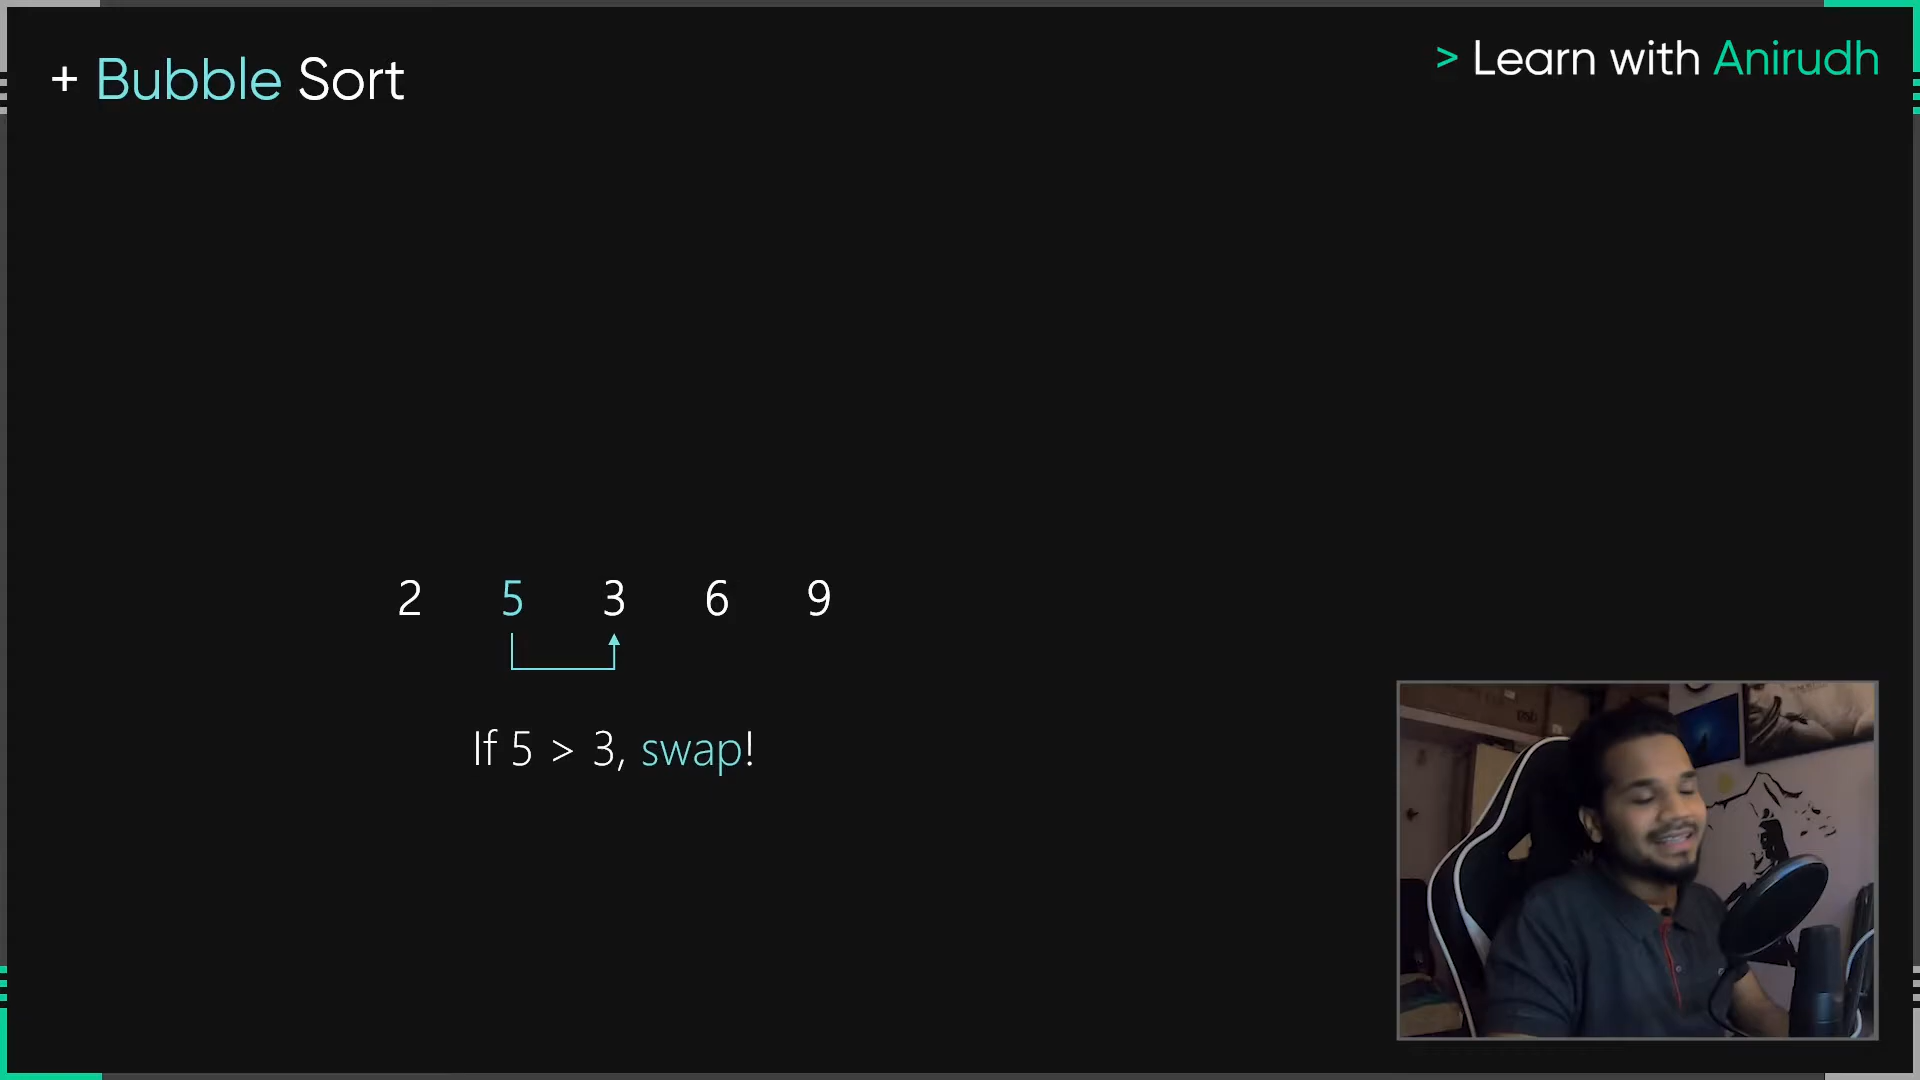 + Bubble Sort
> Learn with Anirudh
2 5 3 6 9
If 5 > 3, swap!